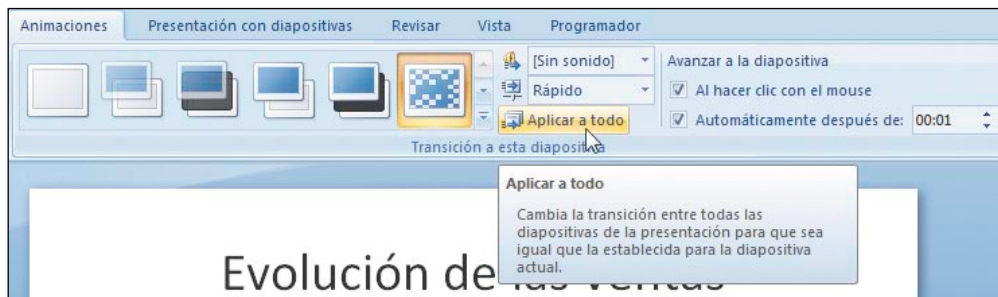 Animaciones Presentación con diapositivas Revisar Vista Programador
[Sin sonido] Avanzar a la diapositiva
Rápido Al hacer clic con el mouse
Aplicar a todo Automáticamente después de: 00:01
Transición a esta diapositiva
Aplicar a todo
Cambia la transición entre todas las
diapositivas de la presentación para que sea
igual que la establecida para la diapositiva
actual.
Evolución de las ventas